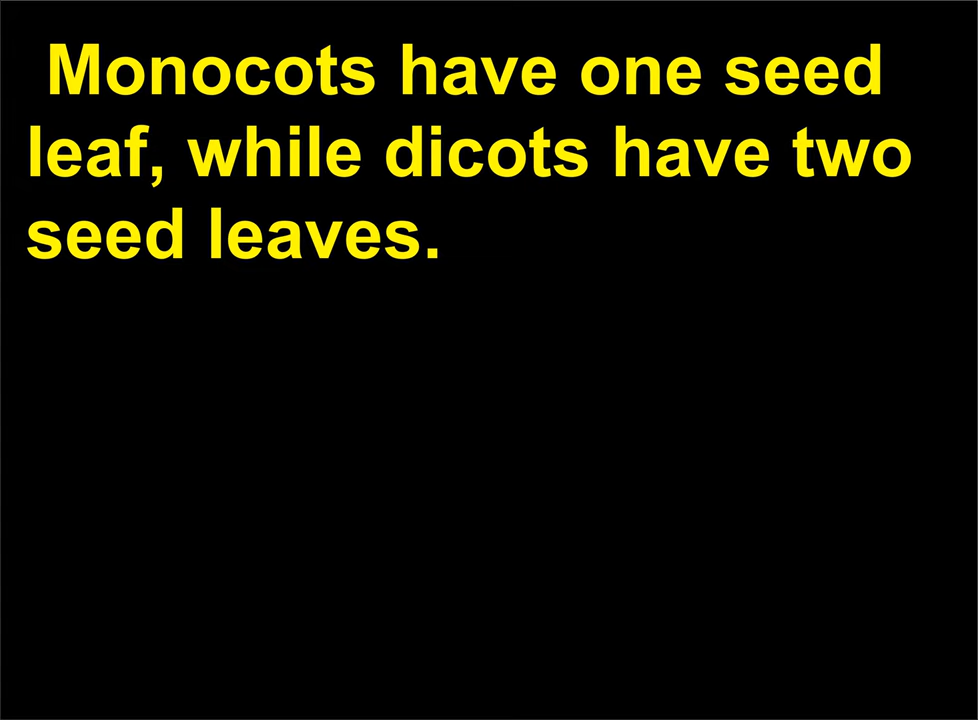 Monocots have one seed
leaf, while dicots have two
seed leaves.